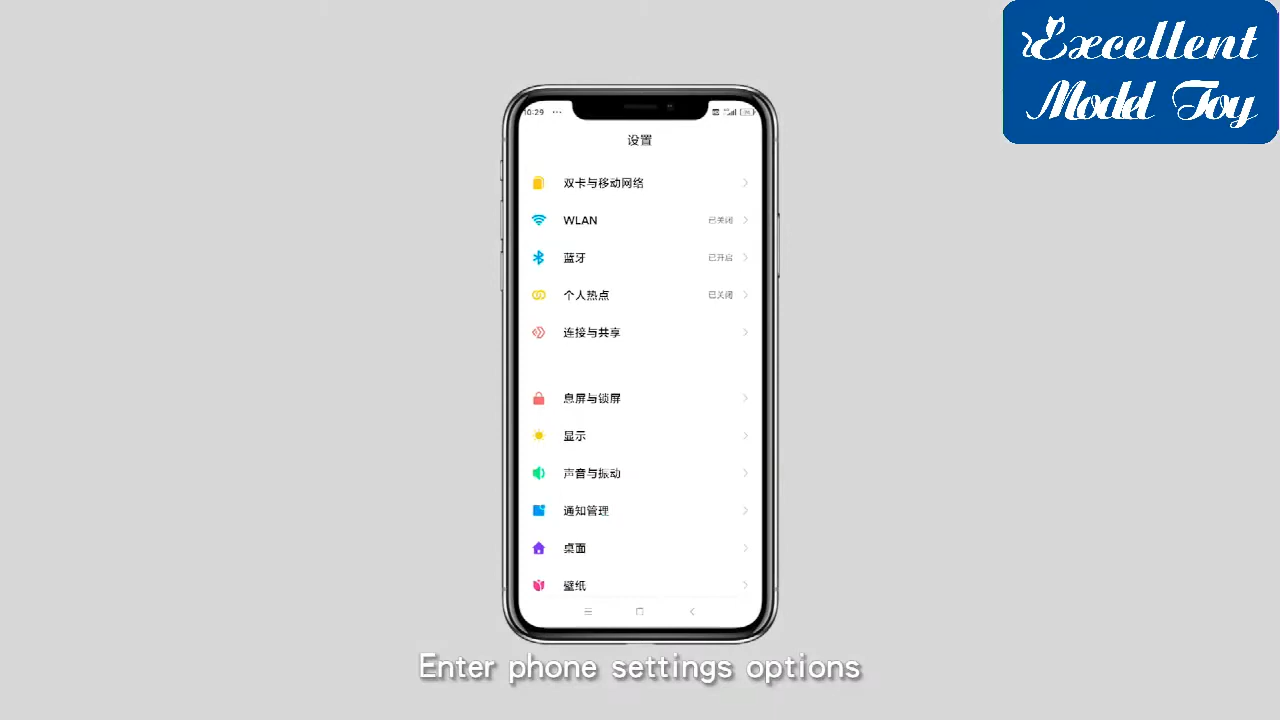 Excellent
Model Toy
10:29 ...
设置
双卡与移动网络
WLAN 已关闭
蓝牙 已开启
个人热点 已关闭
连接与共享
息屏与锁屏
显示
声音与振动
通知管理
桌面
壁纸
Enter phone settings options